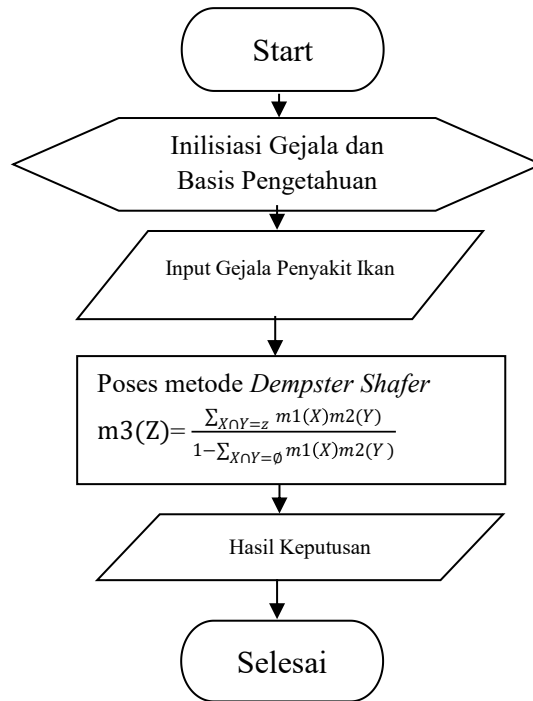 Start
Inilisiasi Gejala dan
Basis Pengetahuan
Input Gejala Penyakit Ikan
Poses metode Dempster Shafer
m3(Z)= \frac{∑_{X∩Y=z} m1(X)m2(Y)}{1−∑_{X∩Y=∅} m1(X)m2(Y)}
Hasil Keputusan
Selesai